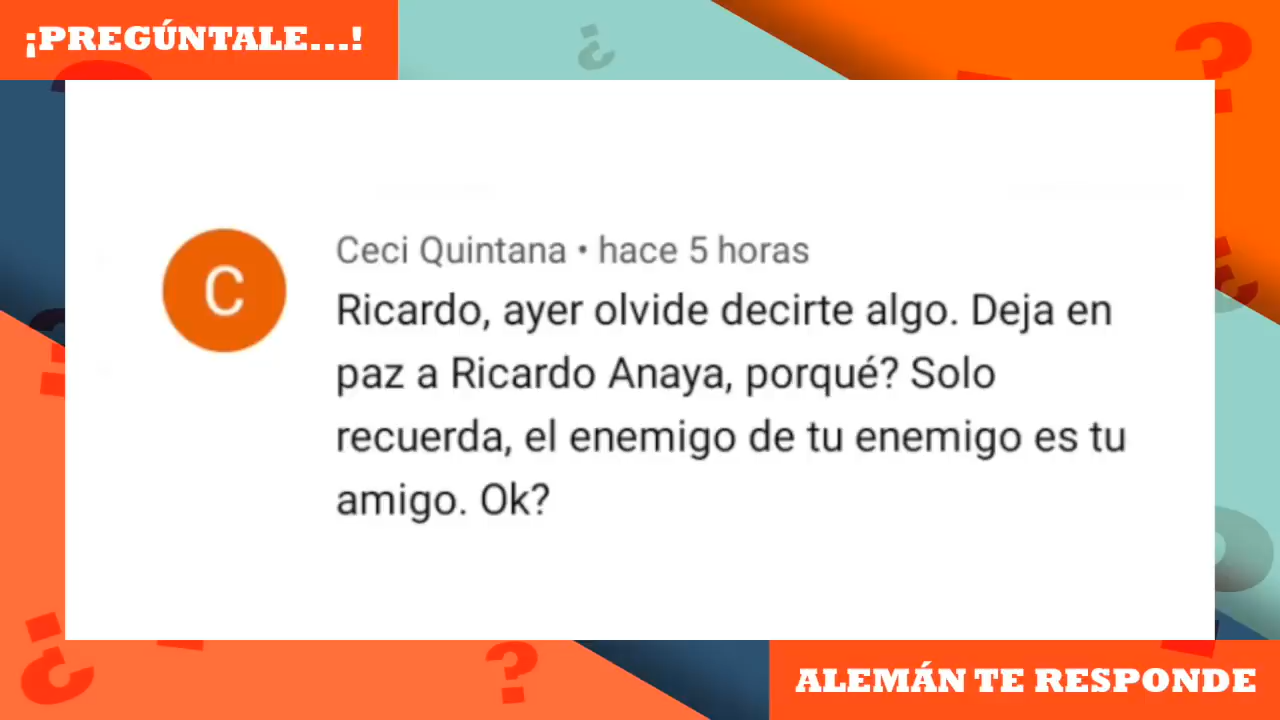 ¡PREGÚNTALE...!
C
Ceci Quintana • hace 5 horas
Ricardo, ayer olvide decirte algo. Deja en
paz a Ricardo Anaya, porqué? Solo
recuerda, el enemigo de tu enemigo es tu
amigo. Ok?
ALEMÁN TE RESPONDE